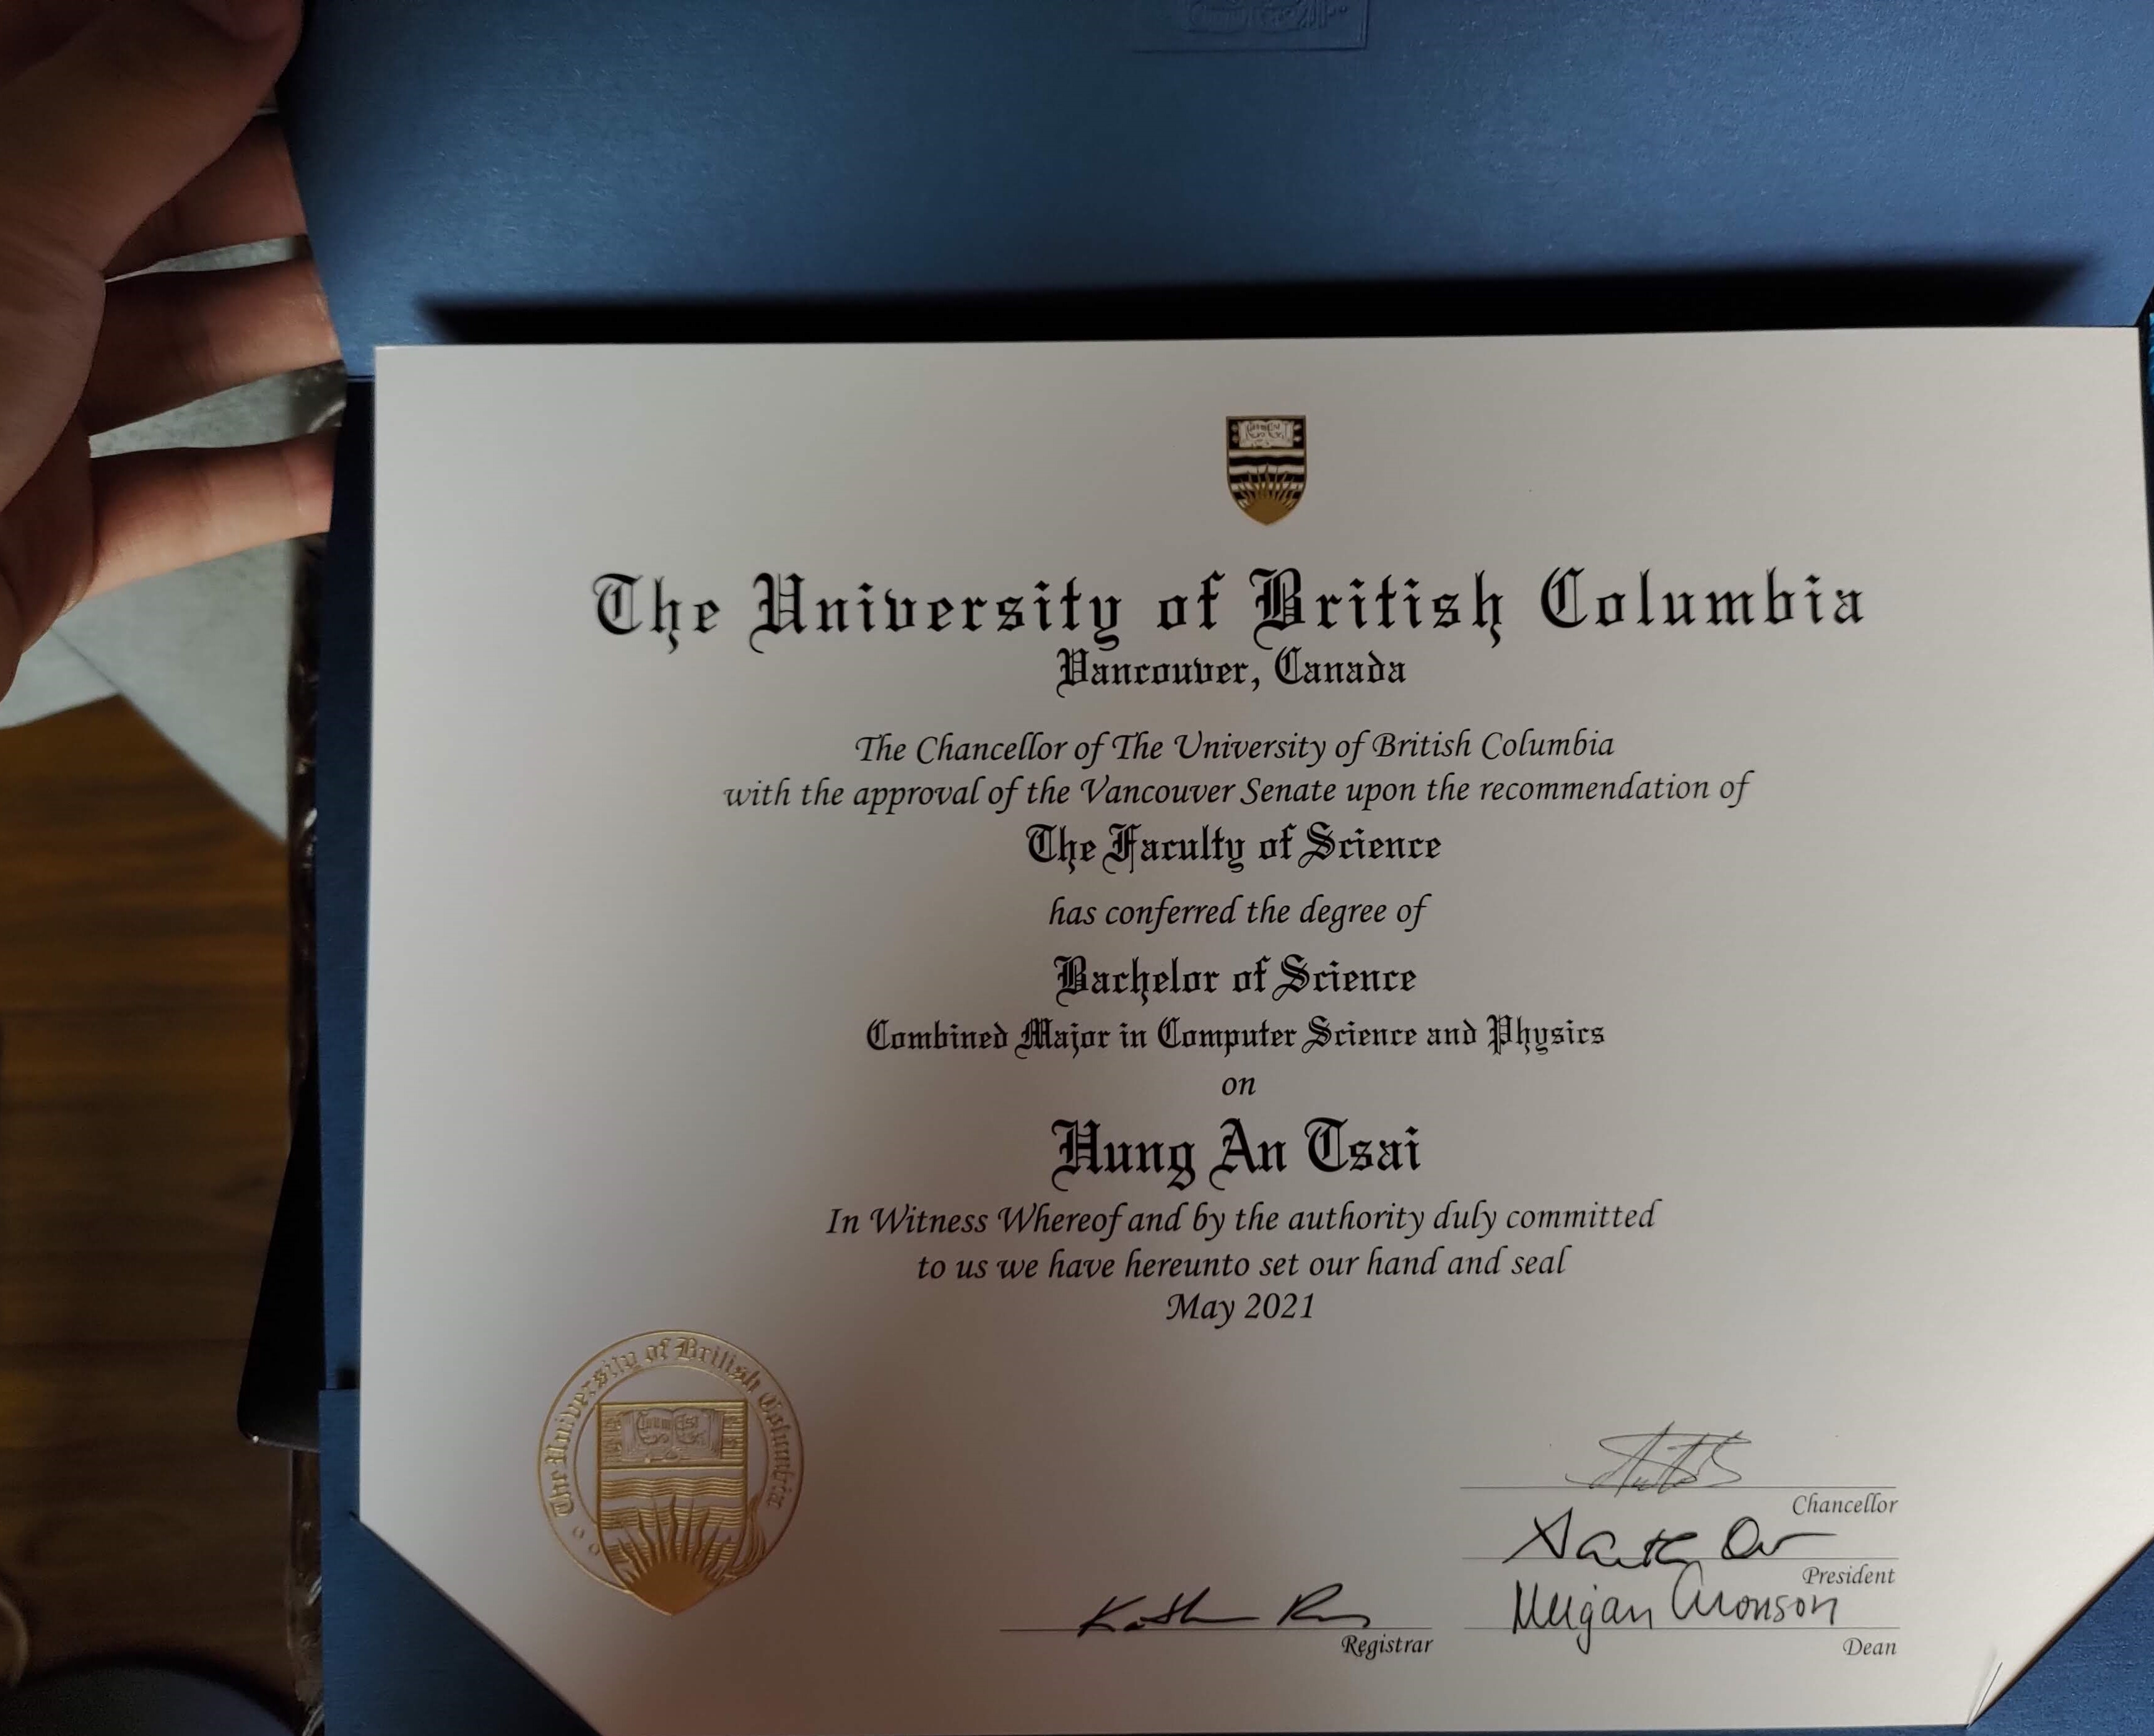 The University of British Columbia
Vancouver, Canada
The Chancellor of The University of British Columbia
with the approval of the Vancouver Senate upon the recommendation of
The Faculty of Science
has conferred the degree of
Bachelor of Science
Combined Major in Computer Science and Physics
on
Hung An Tsai
In Witness Whereof and by the authority duly committed
to us we have hereunto set our hand and seal
May 2021
The University of British Columbia
Tuum Est
Chancellor
President
Meigan Aronson
Registrar
Dean